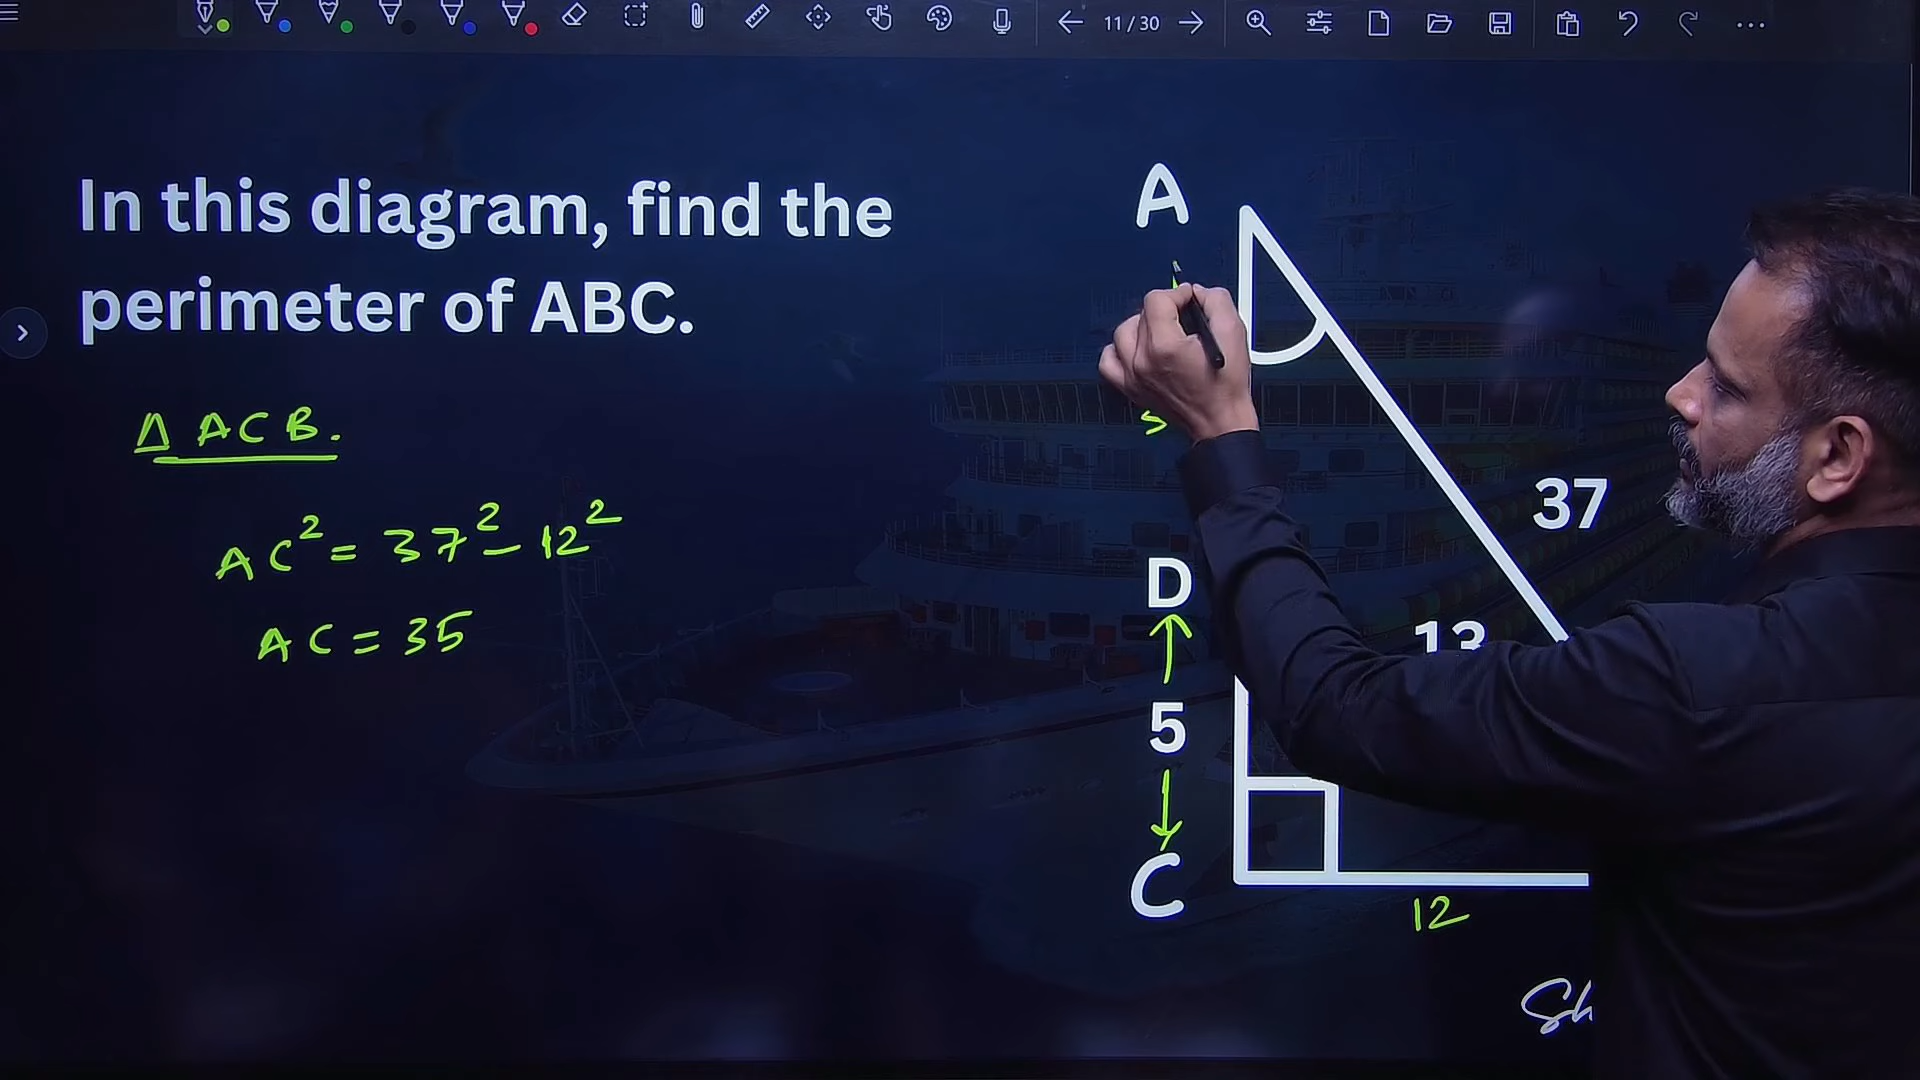 11 / 30
In this diagram, find the
perimeter of ABC.
Δ ACB.
AC² = 37² - 12²
AC = 35
A
37
13
D
5
C
12